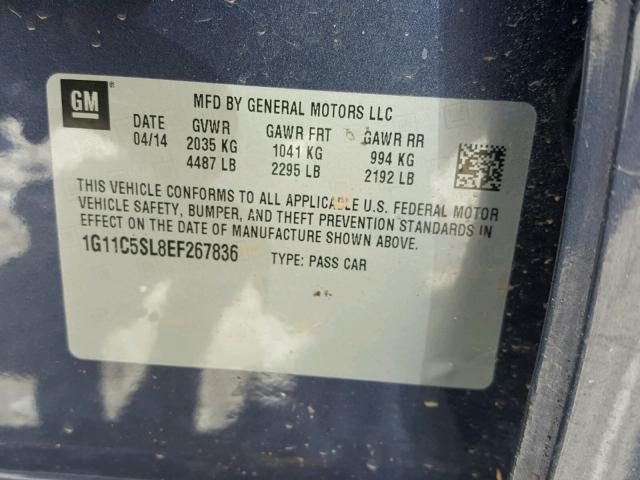 GM
MFD BY GENERAL MOTORS LLC
DATE GVWR GAWR FRT GAWR RR
04/14 2035 KG 1041 KG 994 KG
4487 LB 2295 LB 2192 LB
THIS VEHICLE CONFORMS TO ALL APPLICABLE U.S. FEDERAL MOTOR
VEHICLE SAFETY, BUMPER, AND THEFT PREVENTION STANDARDS IN
EFFECT ON THE DATE OF MANUFACTURE SHOWN ABOVE.
1G11C5SL8EF267836 TYPE: PASS CAR